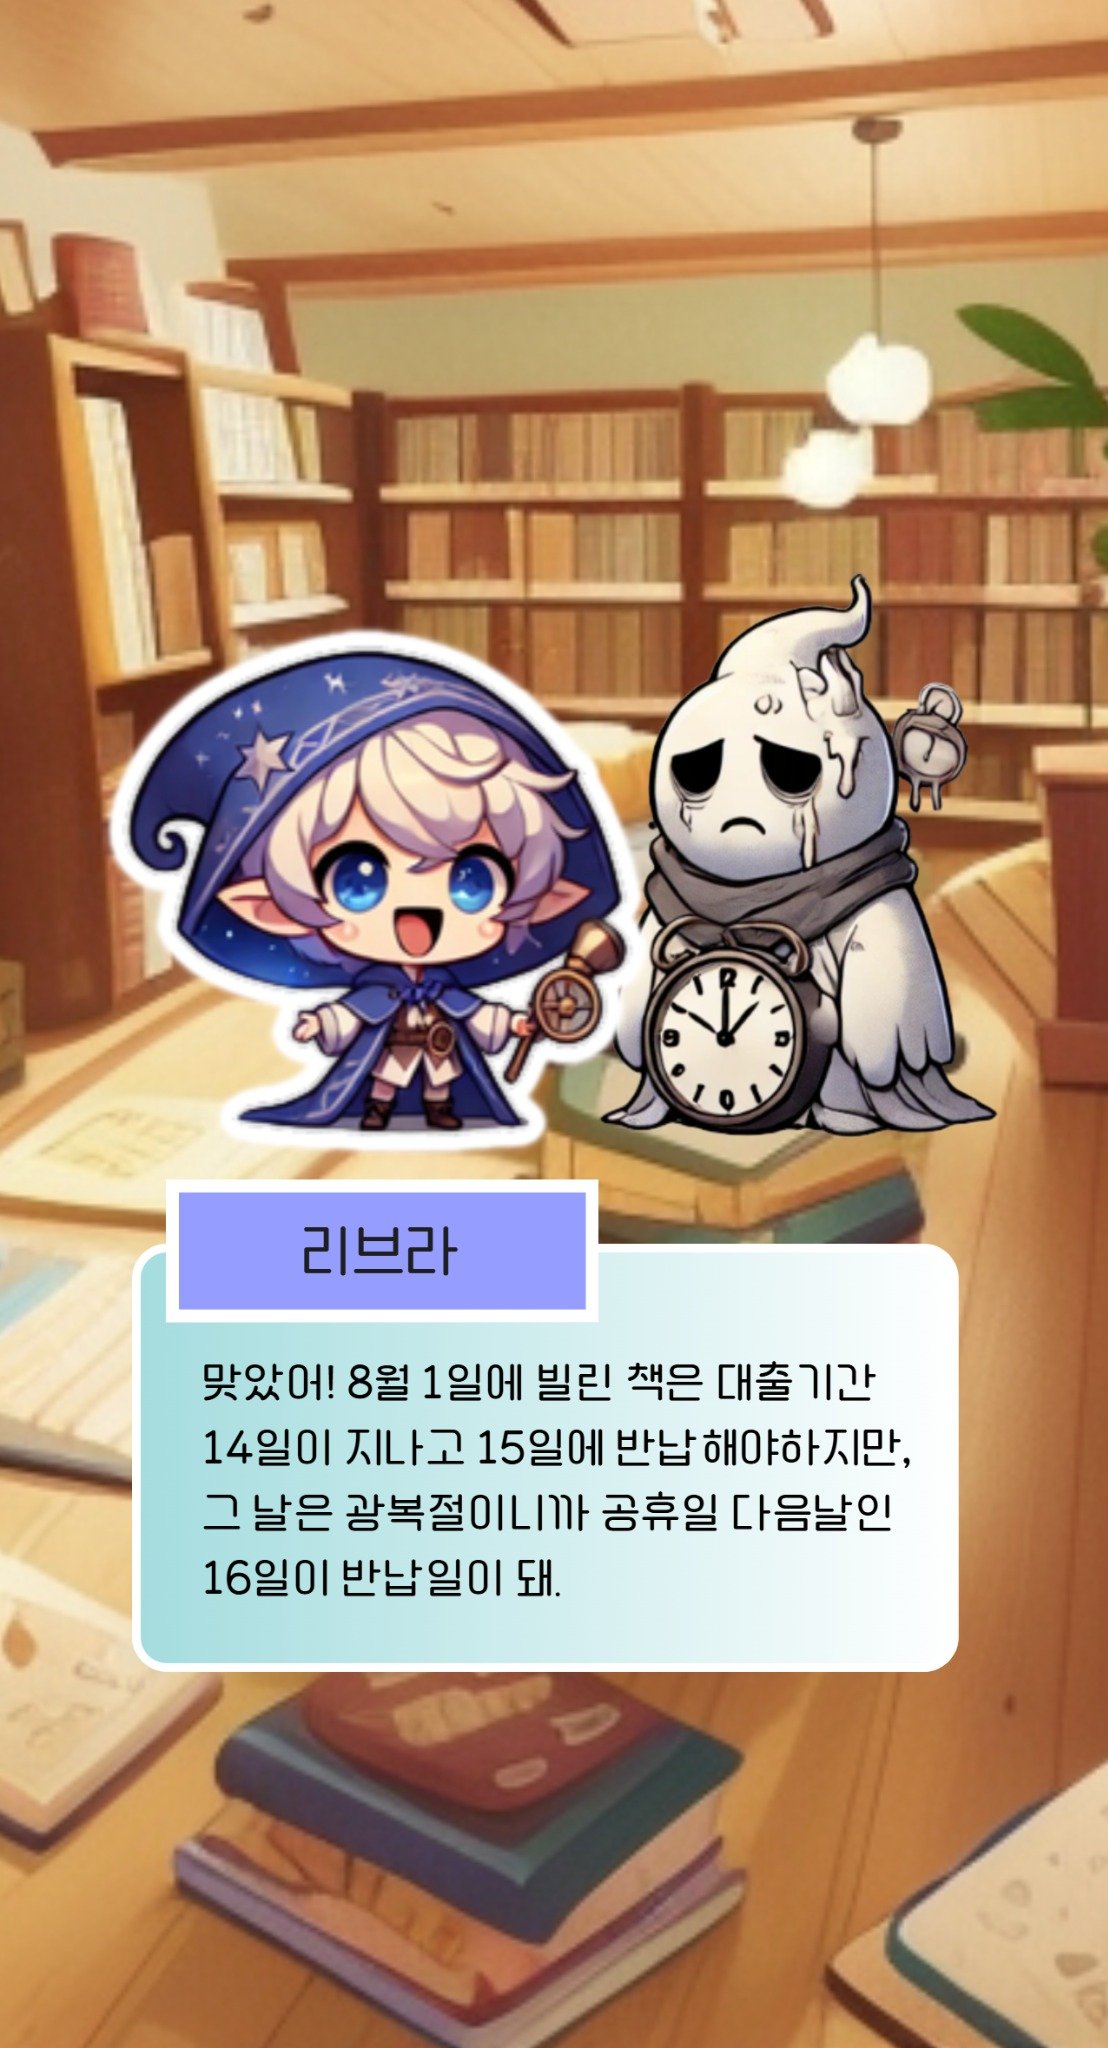 리브라
맞았어! 8월 1일에 빌린 책은 대출기간
14일이 지나고 15일에 반납해야하지만,
그 날은 광복절이니까 공휴일 다음날인
16일이 반납일이 돼.